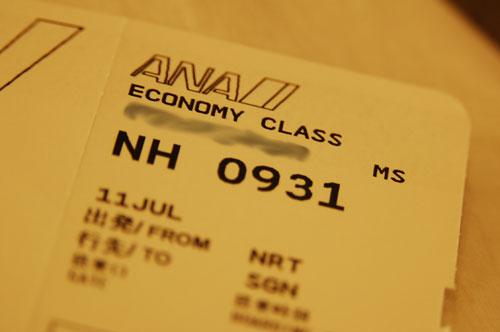 ANA
ECONOMY CLASS
MS
NH 0931
11JUL
出発/FROM NRT
行先/TO SGN